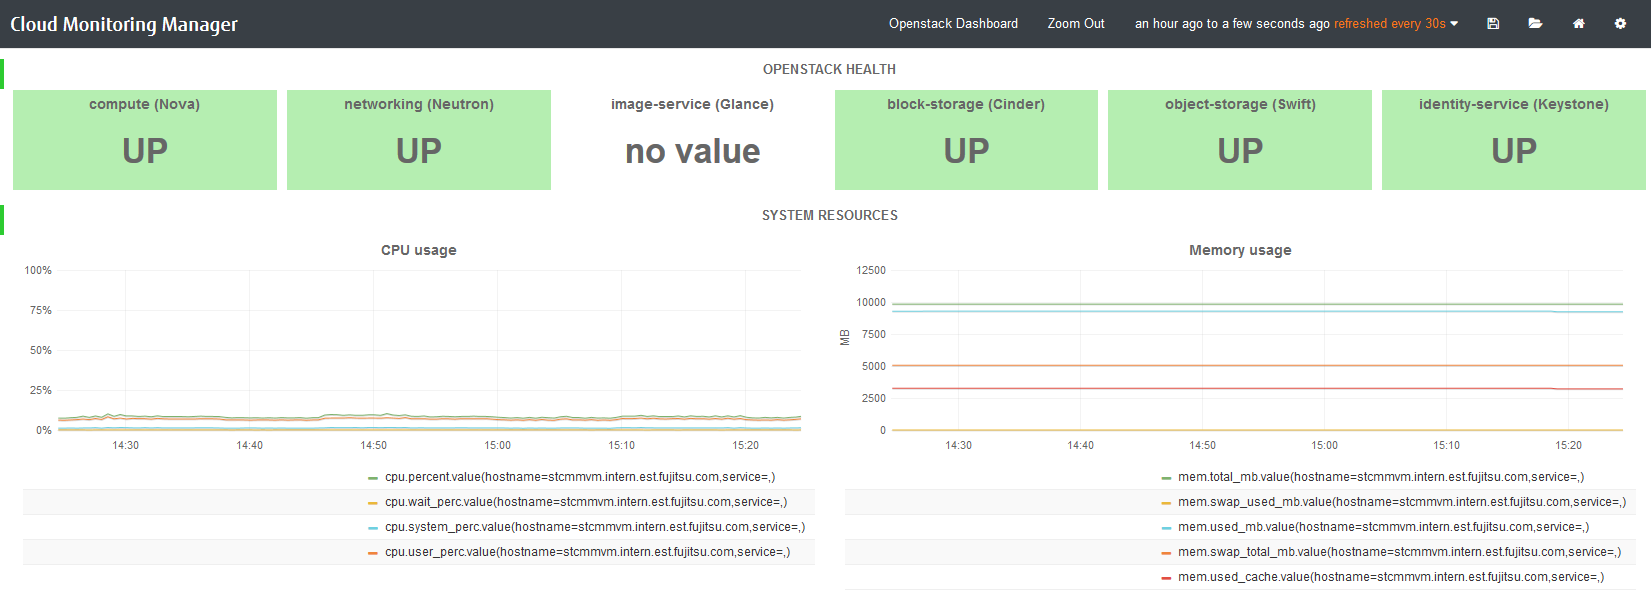 Cloud Monitoring Manager
Openstack Dashboard Zoom Out an hour ago to a few seconds ago refreshed every 30s
OPENSTACK HEALTH
compute (Nova) networking (Neutron) image-service (Glance) block-storage (Cinder) object-storage (Swift) identity-service (Keystone)
UP UP no value UP UP UP
SYSTEM RESOURCES
CPU usage
100%
75%
50%
25%
0%
14:30 14:40 14:50 15:00 15:10 15:20
cpu.percent.value(hostname=stcmmvm.intern.est.fujitsu.com,service=,)
cpu.wait_perc.value(hostname=stcmmvm.intern.est.fujitsu.com,service=,)
cpu.system_perc.value(hostname=stcmmvm.intern.est.fujitsu.com,service=,)
cpu.user_perc.value(hostname=stcmmvm.intern.est.fujitsu.com,service=,)
Memory usage
12500
10000
7500
5000
2500
0
MB
14:30 14:40 14:50 15:00 15:10 15:20
mem.total_mb.value(hostname=stcmmvm.intern.est.fujitsu.com,service=,)
mem.swap_used_mb.value(hostname=stcmmvm.intern.est.fujitsu.com,service=,)
mem.used_mb.value(hostname=stcmmvm.intern.est.fujitsu.com,service=,)
mem.swap_total_mb.value(hostname=stcmmvm.intern.est.fujitsu.com,service=,)
mem.used_cache.value(hostname=stcmmvm.intern.est.fujitsu.com,service=,)